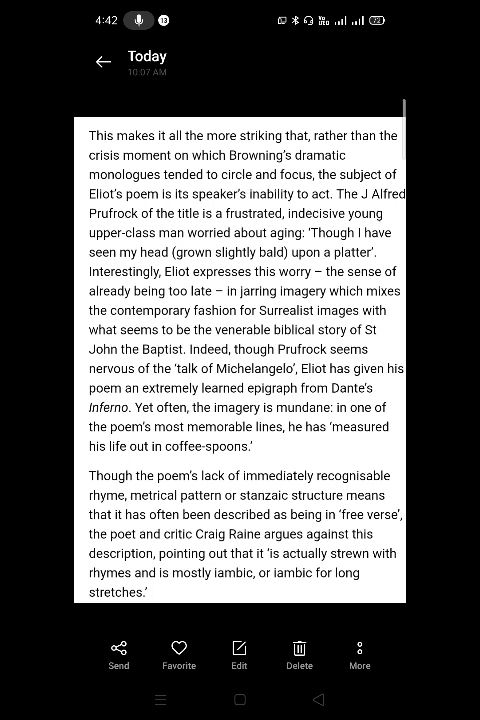 4:42
13
72
Today
10:07 AM
This makes it all the more striking that, rather than the
crisis moment on which Browning’s dramatic
monologues tended to circle and focus, the subject of
Eliot’s poem is its speaker’s inability to act. The J Alfred
Prufrock of the title is a frustrated, indecisive young
upper-class man worried about aging: ‘Though I have
seen my head (grown slightly bald) upon a platter’.
Interestingly, Eliot expresses this worry – the sense of
already being too late – in jarring imagery which mixes
the contemporary fashion for Surrealist images with
what seems to be the venerable biblical story of St
John the Baptist. Indeed, though Prufrock seems
nervous of the ‘talk of Michelangelo’, Eliot has given his
poem an extremely learned epigraph from Dante’s
Inferno. Yet often, the imagery is mundane: in one of
the poem’s most memorable lines, he has ‘measured
his life out in coffee-spoons.’
Though the poem’s lack of immediately recognisable
rhyme, metrical pattern or stanzaic structure means
that it has often been described as being in ‘free verse’,
the poet and critic Craig Raine argues against this
description, pointing out that it ‘is actually strewn with
rhymes and is mostly iambic, or iambic for long
stretches.’
Send Favorite Edit Delete More